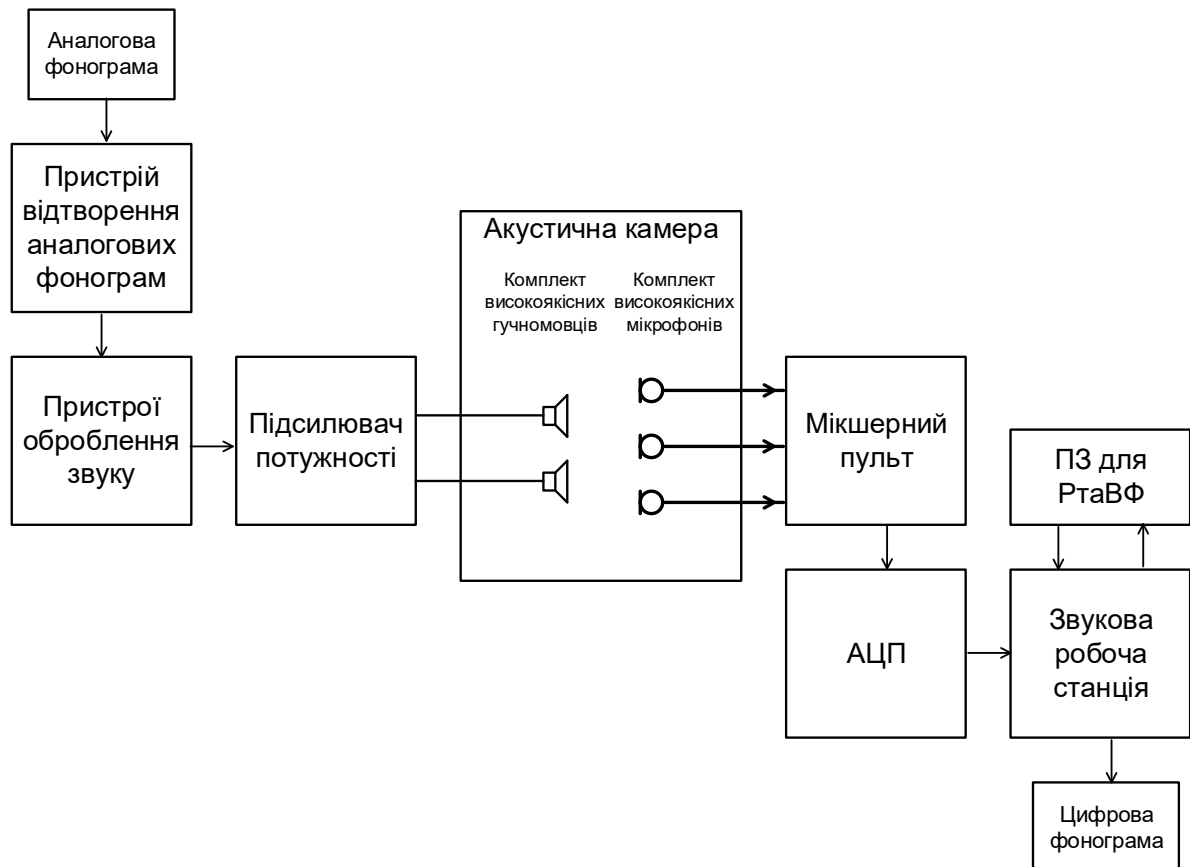 Аналогова
фонограма
Пристрій
відтворення
аналогових
фонограм
Пристрої
оброблення
звуку
Підсилювач
потужності
Акустична камера
Комплект
високоякісних
гучномовців
Комплект
високоякісних
мікрофонів
Мікшерний
пульт
ПЗ для
РтаВФ
АЦП
Звукова
робоча
станція
Цифрова
фонограма